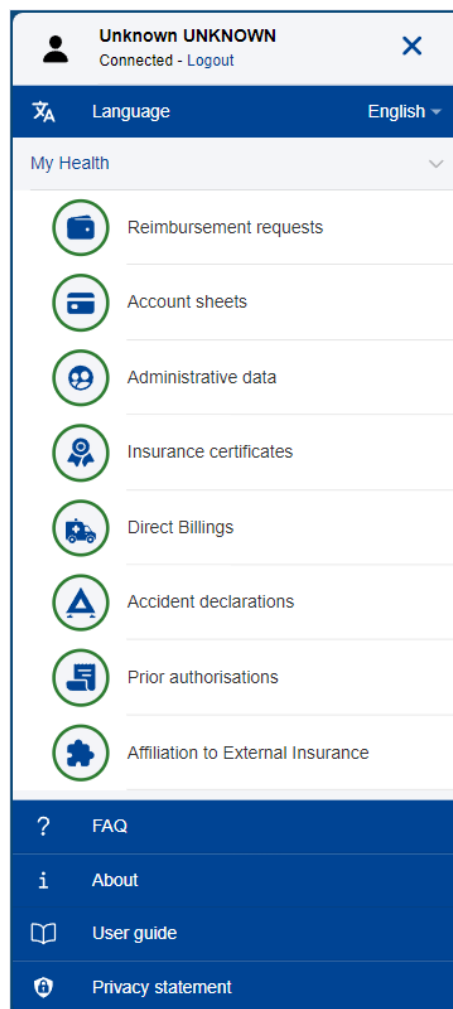 Unknown UNKNOWN
Connected - Logout
Language English
My Health
Reimbursement requests
Account sheets
Administrative data
Insurance certificates
Direct Billings
Accident declarations
Prior authorisations
Affiliation to External Insurance
? FAQ
i About
User guide
Privacy statement